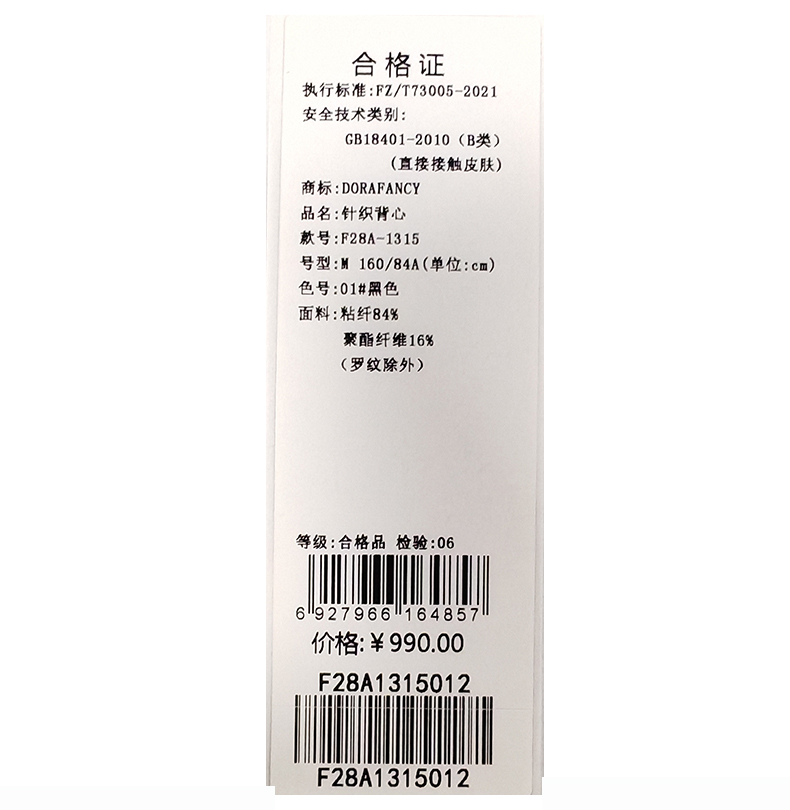 合格证
执行标准:FZ/T73005-2021
安全技术类别:
GB18401-2010(B类)
(直接接触皮肤)
商标:DORAFANCY
品名:针织背心
款号:F28A-1315
号型:M 160/84A(单位:cm)
色号:01#黑色
面料:粘纤84%
聚酯纤维16%
(罗纹除外)
等级:合格品 检验:06
6 927966 164857
价格:￥990.00
F28A1315012
F28A1315012